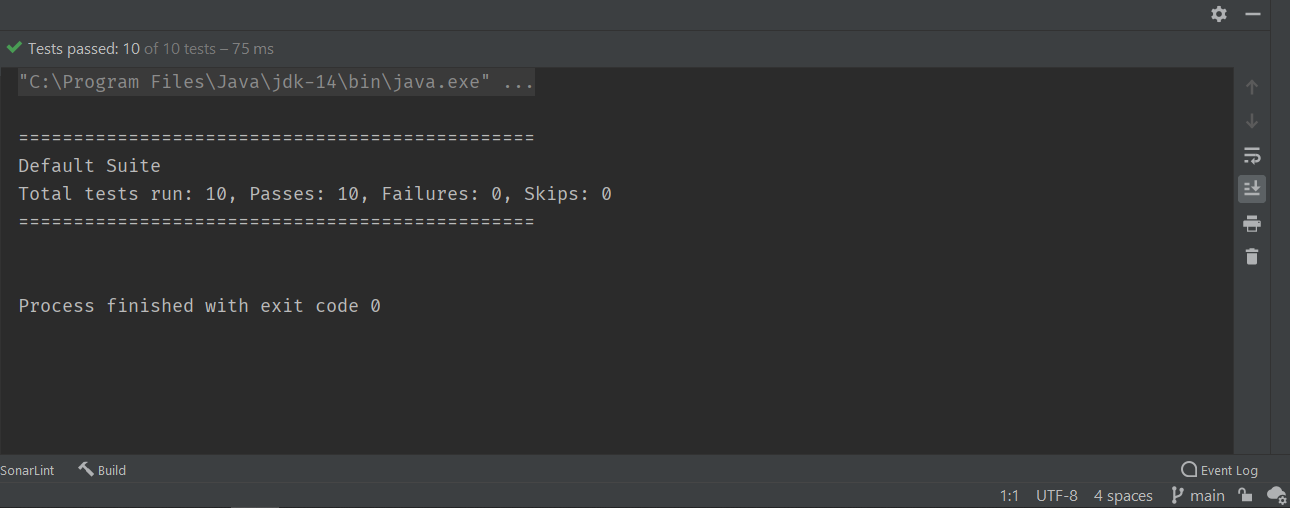 Tests passed: 10 of 10 tests – 75 ms
"C:\Program Files\Java\jdk-14\bin\java.exe" ...
===============================================
Default Suite
Total tests run: 10, Passes: 10, Failures: 0, Skips: 0
===============================================
Process finished with exit code 0
SonarLint Build Event Log
1:1 UTF-8 4 spaces main